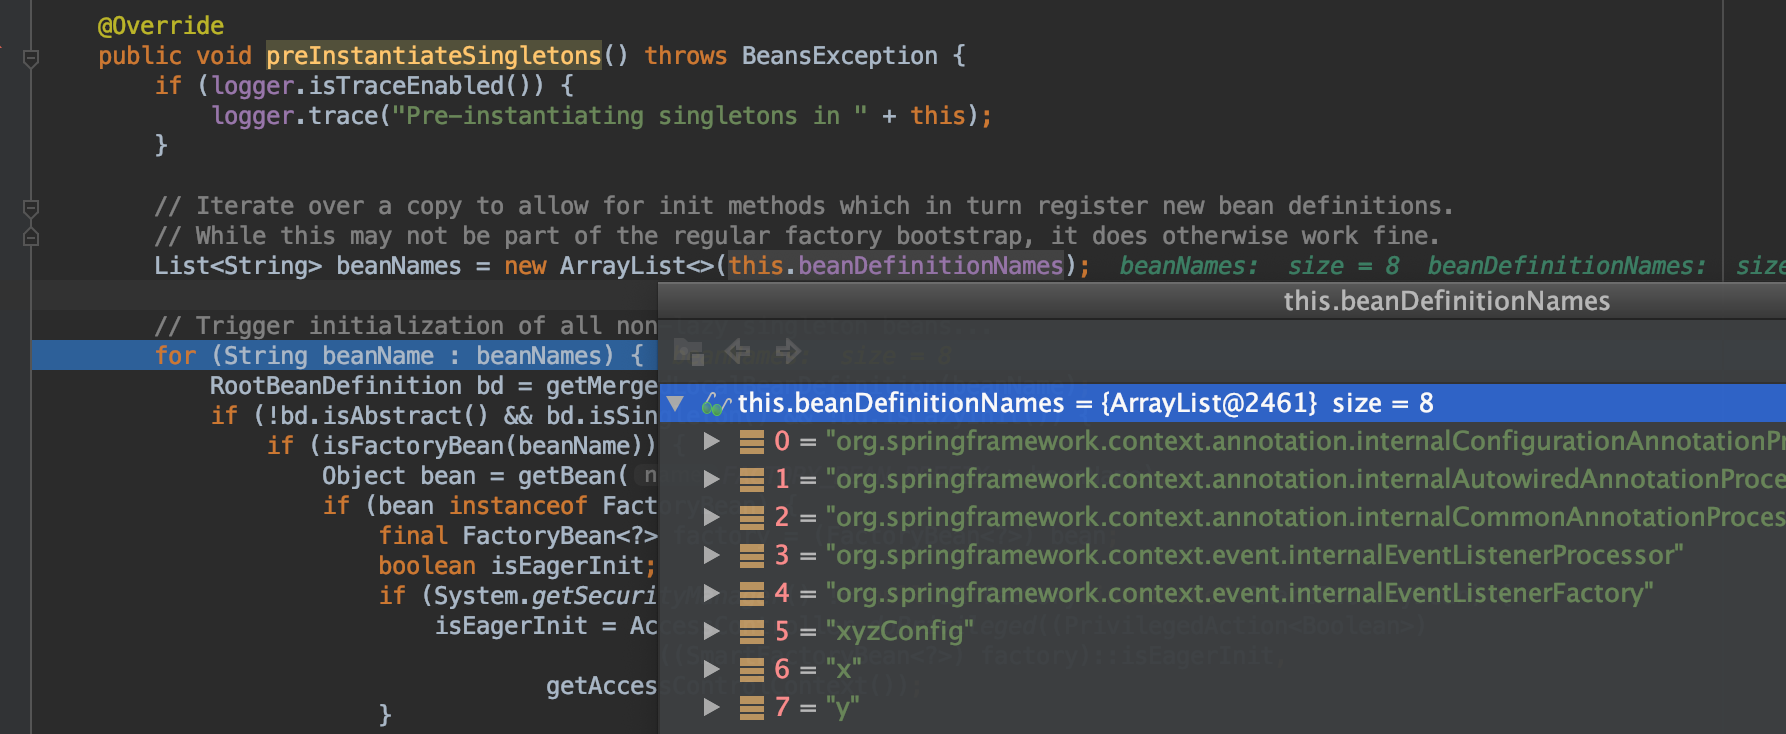 @Override
public void preInstantiateSingletons() throws BeansException {
if (logger.isTraceEnabled()) {
logger.trace("Pre-instantiating singletons in " + this);
}
// Iterate over a copy to allow for init methods which in turn register new bean definitions.
// While this may not be part of the regular factory bootstrap, it does otherwise work fine.
List<String> beanNames = new ArrayList<>(this.beanDefinitionNames); beanNames: size = 8 beanDefinitionNames: size
this.beanDefinitionNames
// Trigger initialization of all non
for (String beanName : beanNames) { size = 8
RootBeanDefinition bd = getMerge
this.beanDefinitionNames = {ArrayList@2461} size = 8
if (!bd.isAbstract() && bd.isSin
0 = "org.springframework.context.annotation.internalConfigurationAnnotationPr
if (isFactoryBean(beanName)) {
Object bean = getBean( n
1 = "org.springframework.context.annotation.internalAutowiredAnnotationProce
if (bean instanceof Fact
2 = "org.springframework.context.annotation.internalCommonAnnotationProces
final FactoryBean<?>
3 = "org.springframework.context.event.internalEventListenerProcessor"
boolean isEagerInit;
if (System.getSecuri
4 = "org.springframework.context.event.internalEventListenerFactory"
isEagerInit = Ac
5 = "xyzConfig"
6 = "x"
getAccess
7 = "y"
}